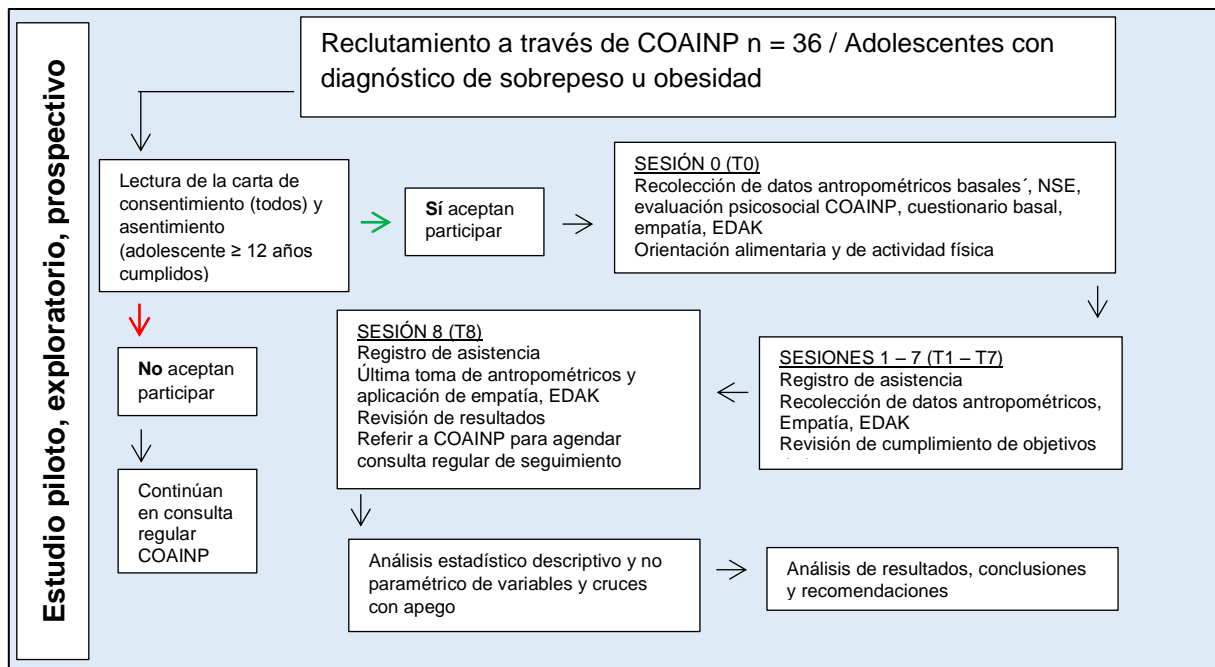 Estudio piloto, exploratorio, prospectivo
Reclutamiento a través de COAINP n = 36 / Adolescentes con
diagnóstico de sobrepeso u obesidad
Lectura de la carta de
consentimiento (todos) y
asentimiento
(adolescente ≥ 12 años
cumplidos)
Sí aceptan
participar
SESIÓN 0 (T0)
Recolección de datos antropométricos basales´, NSE,
evaluación psicosocial COAINP, cuestionario basal,
empatía, EDAK
Orientación alimentaria y de actividad física
No aceptan
participar
Continúan
en consulta
regular
COAINP
SESIONES 1 – 7 (T1 – T7)
Registro de asistencia
Recolección de datos antropométricos,
Empatía, EDAK
Revisión de cumplimiento de objetivos
SESIÓN 8 (T8)
Registro de asistencia
Última toma de antropométricos y
aplicación de empatía, EDAK
Revisión de resultados
Referir a COAINP para agendar
consulta regular de seguimiento
Análisis estadístico descriptivo y no
paramétrico de variables y cruces
con apego
Análisis de resultados, conclusiones
y recomendaciones